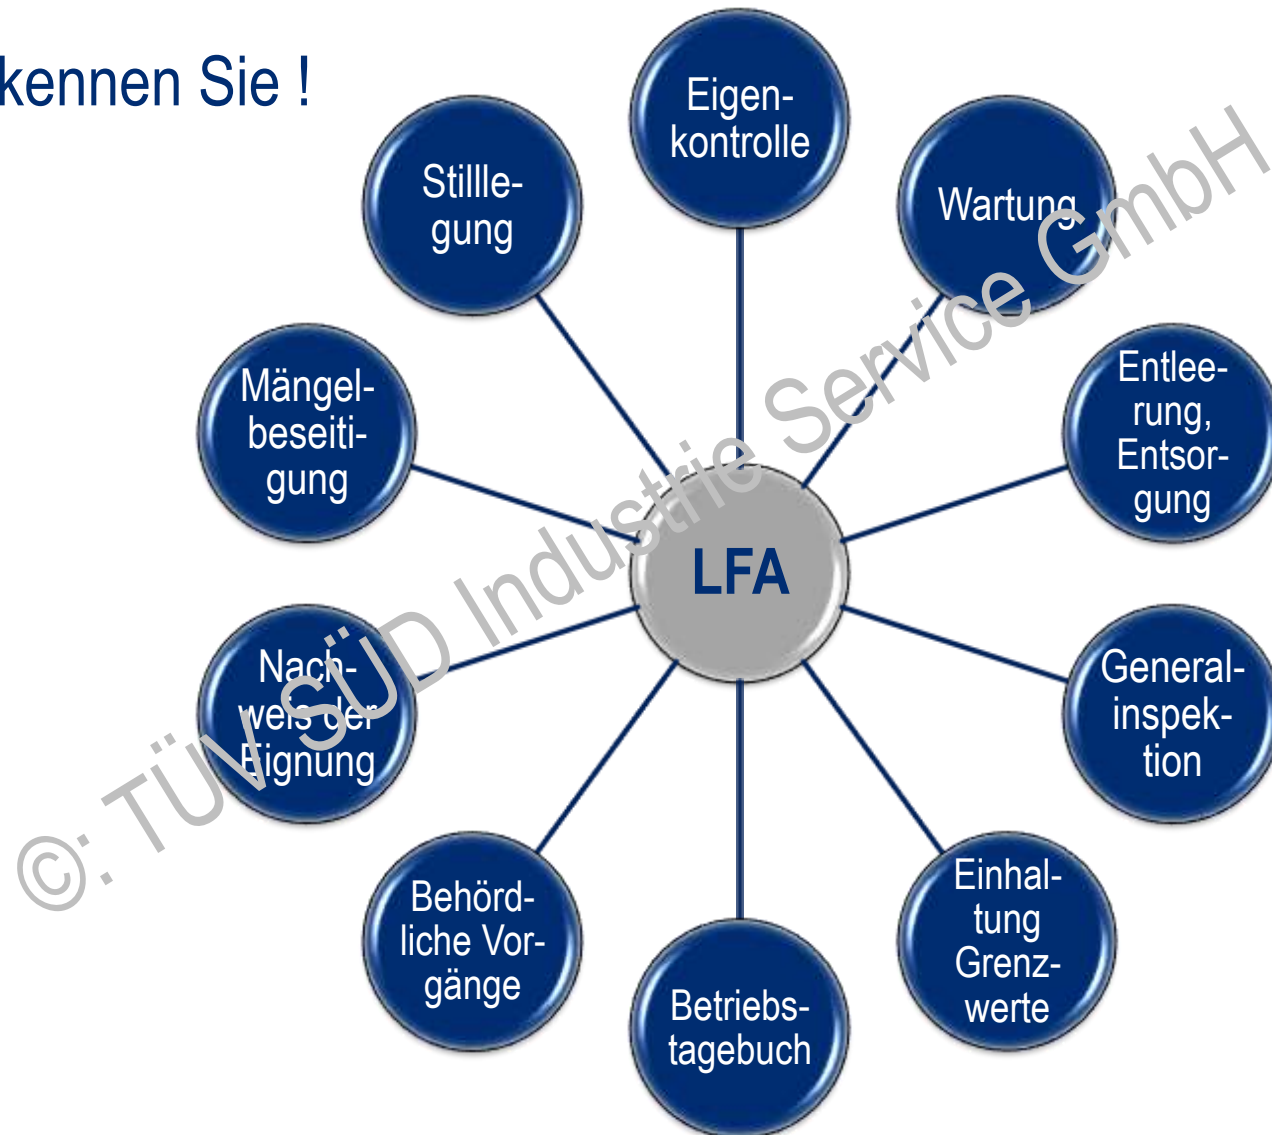 kennen Sie !
Eigen-
kontrolle
Wartung
Entlee-
rung,
Entsor-
gung
General-
inspek-
tion
Einhal-
tung
Grenz-
werte
Betriebs-
tagebuch
Behörd-
liche Vor-
gänge
Nach-
weis der
Eignung
Mängel-
beseiti-
gung
Stillle-
gung
LFA
©: TÜV SÜD Industrie Service GmbH